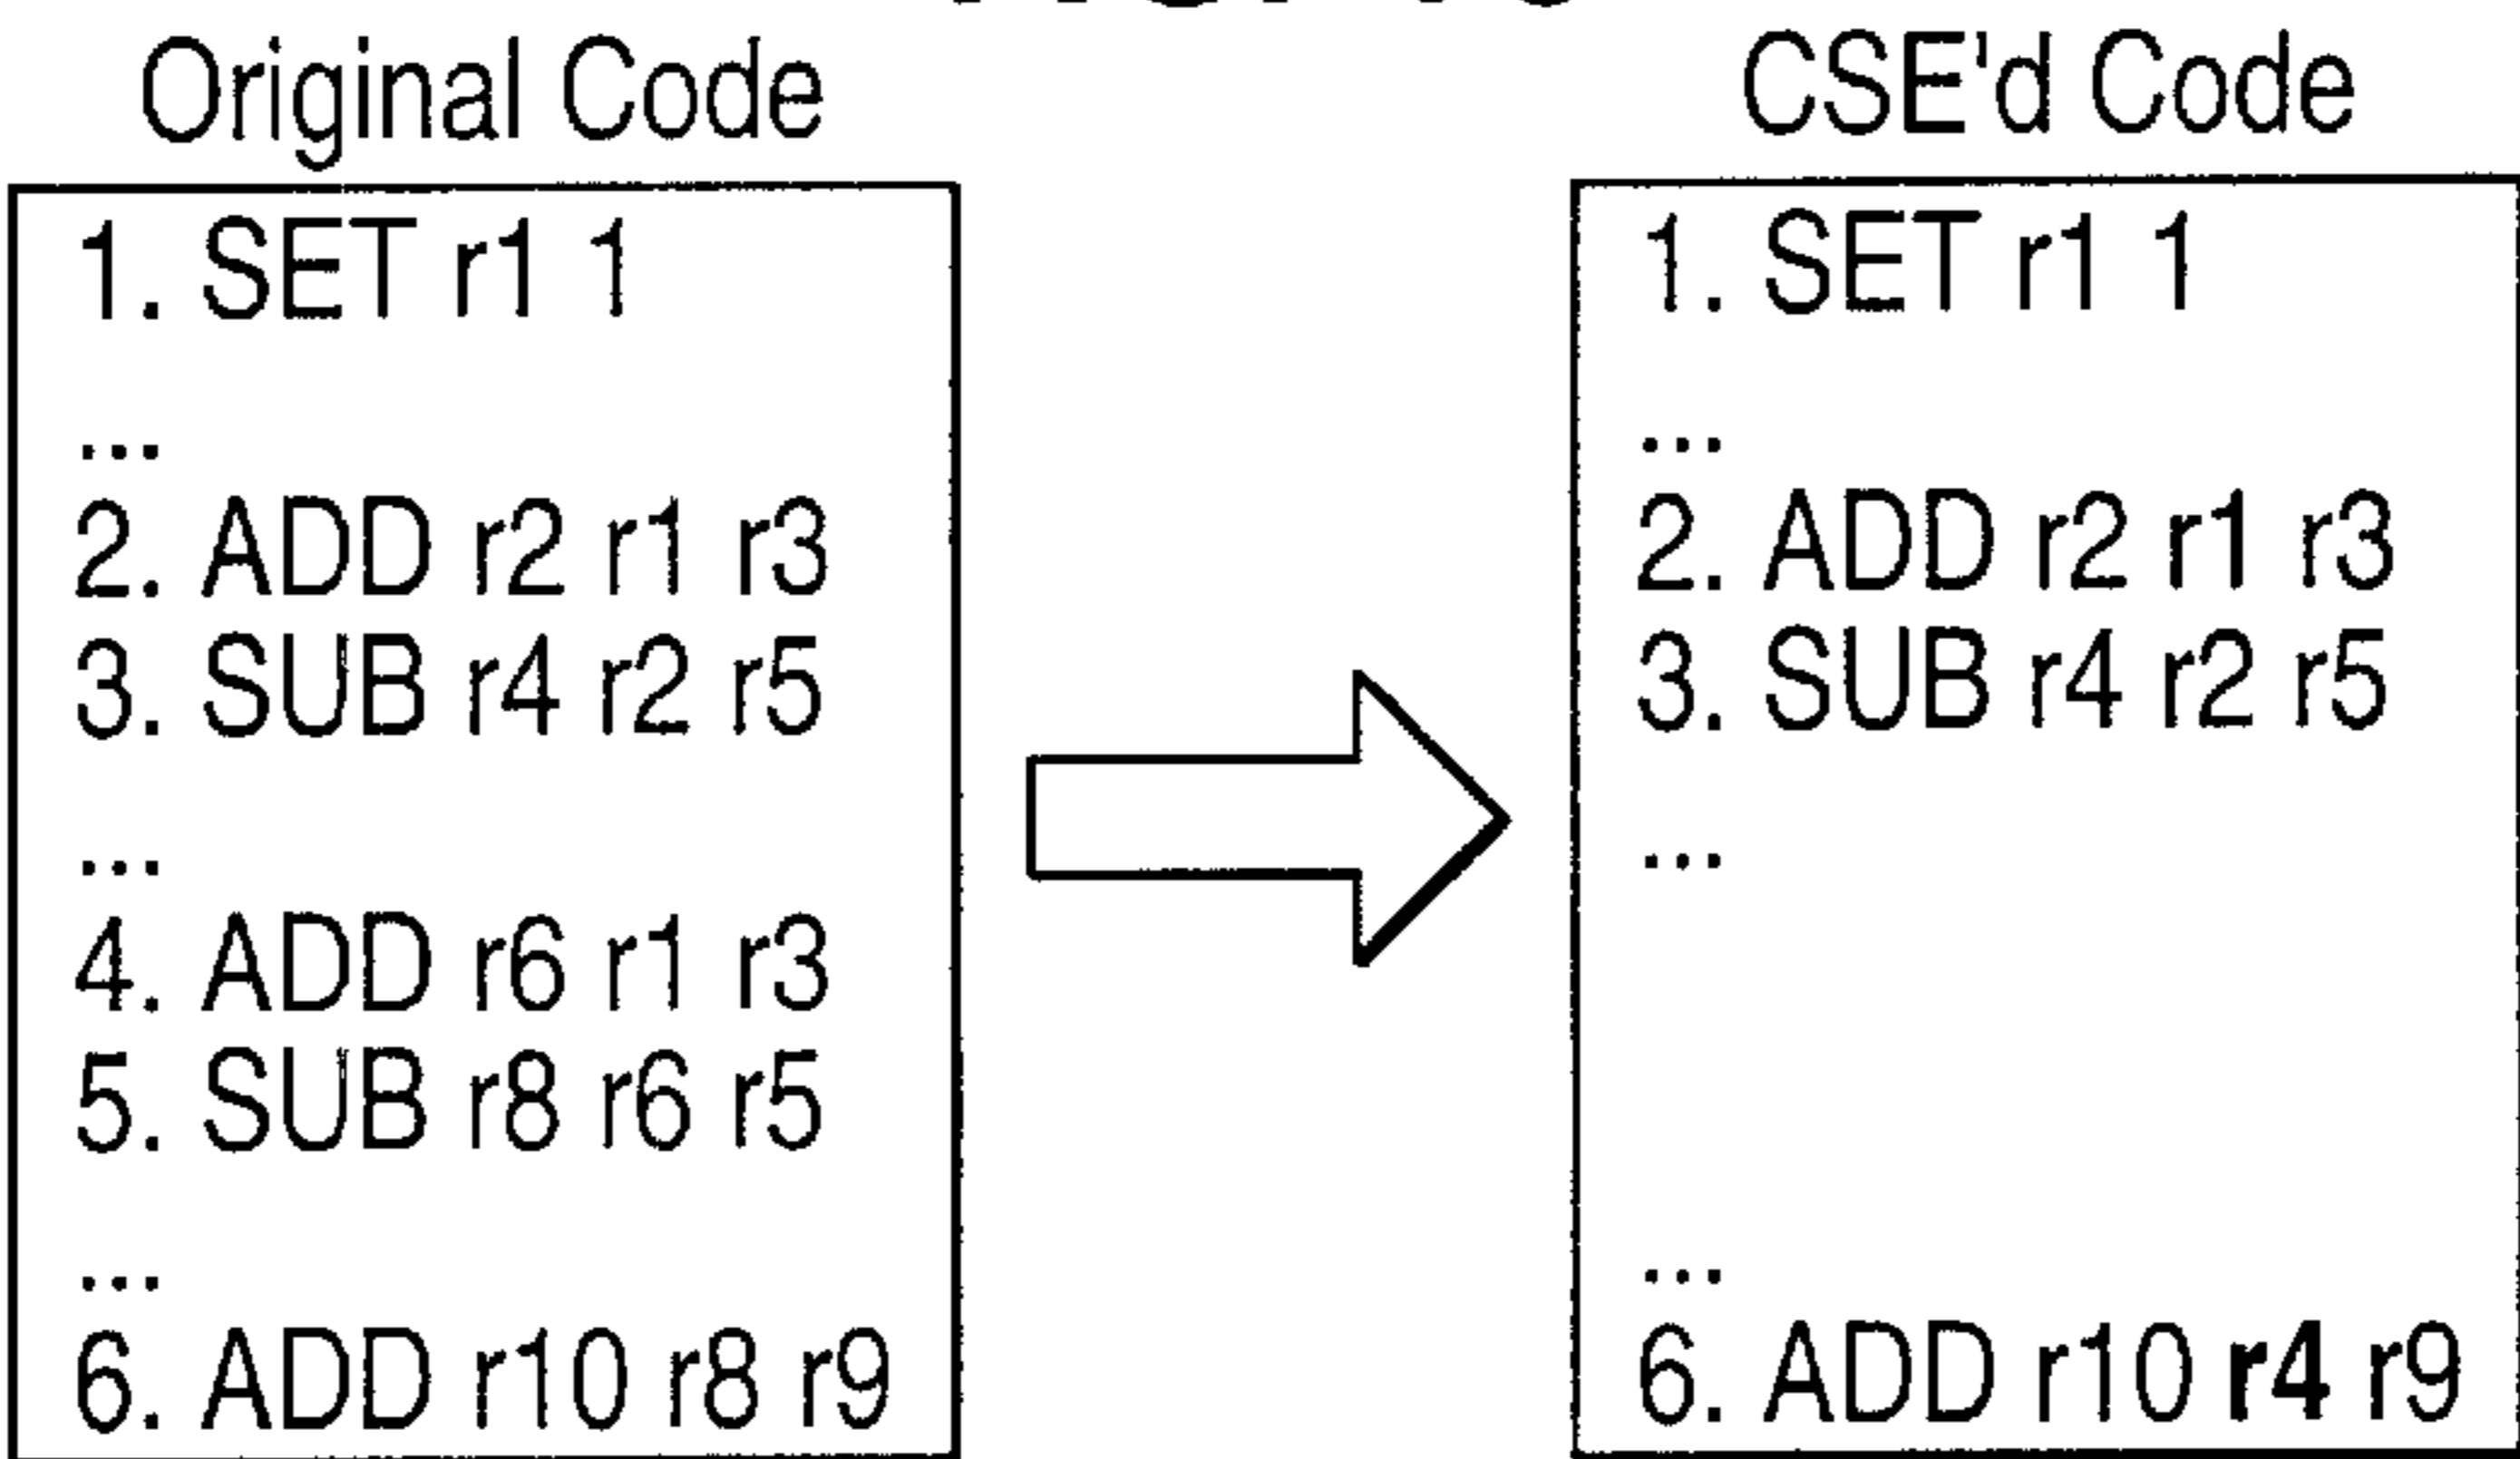 Original Code
1. SET r1 1
...
2. ADD r2 r1 r3
3. SUB r4 r2 r5
...
4. ADD r6 r1 r3
5. SUB r8 r6 r5
...
6. ADD r10 r8 r9
CSE'd Code
1. SET r1 1
...
2. ADD r2 r1 r3
3. SUB r4 r2 r5
...
...
6. ADD r10 r4 r9